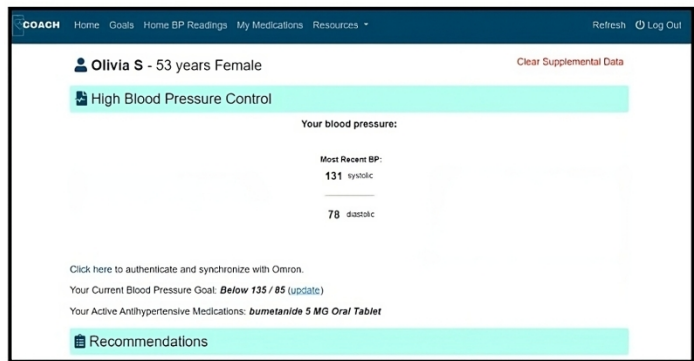 COACH Home Goals Home BP Readings My Medications Resources Refresh Log Out
Olivia S - 53 years Female Clear Supplemental Data
High Blood Pressure Control
Your blood pressure:
Most Recent BP:
131 systolic
78 diastolic
Click here to authenticate and synchronize with Omron.
Your Current Blood Pressure Goal: Below 135 / 85 (update)
Your Active Antihypertensive Medications: bumetanide 5 MG Oral Tablet
Recommendations